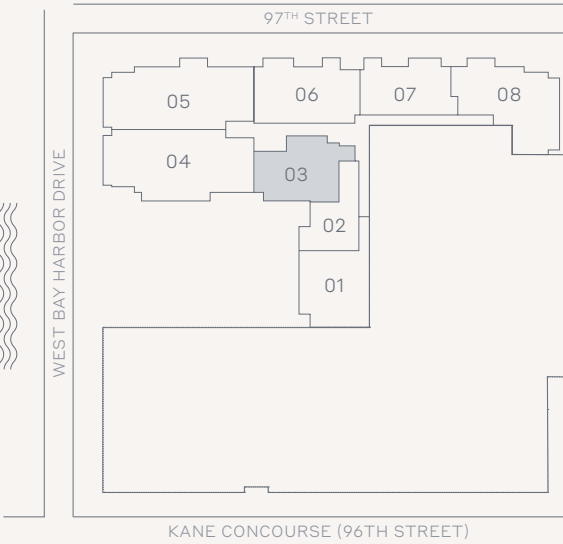 97TH STREET
05
06
07
08
04
03
02
01
WEST BAY HARBOR DRIVE
KANE CONCOURSE (96TH STREET)